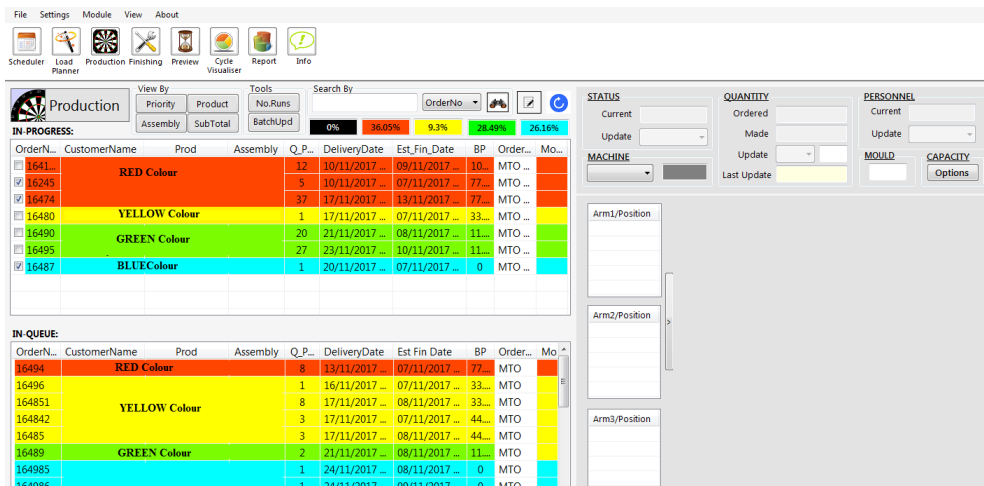 File Settings Module View About
Scheduler Load Planner Production Finishing Preview Cycle Visualiser Report Info
Production
View By
Priority Product
Assembly SubTotal
Tools
No.Runs
BatchUpd
Search By
OrderNo
0% 36.05% 9.3% 28.49% 26.16%
IN-PROGRESS:
OrderN... CustomerName Prod Assembly Q_P... DeliveryDate Est_Fin_Date BP Order... Mo...
1641... 12 10/11/2017 ... 09/11/2017 ... 10... MTO ...
RED Colour
16245 5 10/11/2017 ... 07/11/2017 ... 77... MTO ...
16474 37 17/11/2017 ... 13/11/2017 ... 77... MTO ...
16480 YELLOW Colour 1 17/11/2017 ... 07/11/2017 ... 33... MTO ...
16490 20 21/11/2017 ... 08/11/2017 ... 11... MTO ...
GREEN Colour
16495 27 23/11/2017 ... 10/11/2017 ... 11... MTO ...
16487 BLUEColour 1 20/11/2017 ... 07/11/2017 ... 0 MTO ...
IN-QUEUE:
OrderN... CustomerName Prod Assembly Q_P... DeliveryDate Est Fin Date BP Order... Mo
16494 RED Colour 8 13/11/2017 ... 07/11/2017 ... 77... MTO
16496 1 16/11/2017 ... 07/11/2017 ... 33... MTO
164851 8 17/11/2017 ... 08/11/2017 ... 33... MTO
YELLOW Colour
164842 3 17/11/2017 ... 07/11/2017 ... 44... MTO
16485 3 17/11/2017 ... 08/11/2017 ... 44... MTO
16489 GREEN Colour 2 21/11/2017 ... 08/11/2017 ... 11... MTO
164985 1 24/11/2017 ... 08/11/2017 ... 0 MTO
STATUS
Current
Update
MACHINE
QUANTITY
Ordered
Made
Update
Last Update
PERSONNEL
Current
Update
MOULD CAPACITY
Options
Arm1/Position
Arm2/Position
>
Arm3/Position